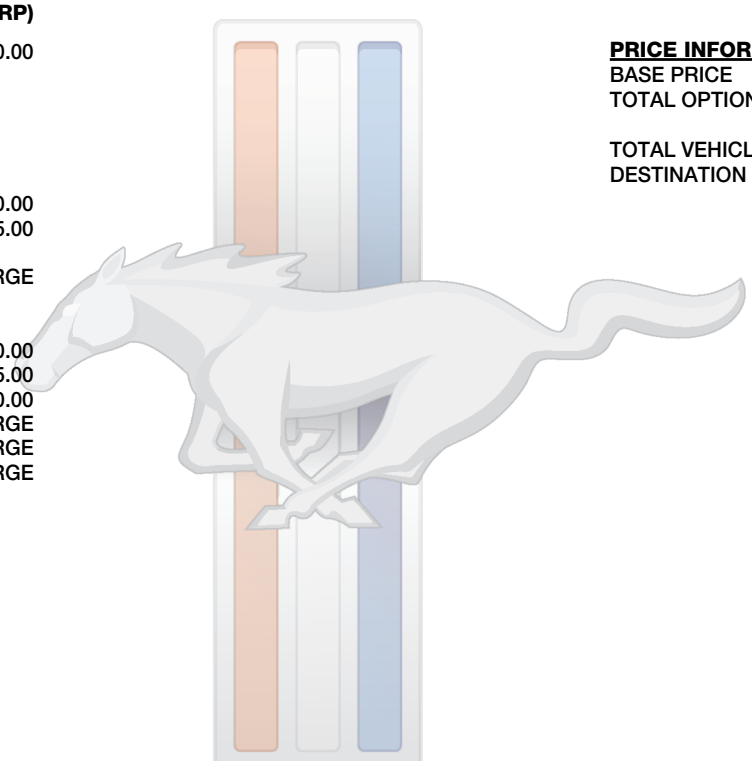 RP)
0.00
0.00
5.00
RGE
0.00
5.00
0.00
RGE
RGE
RGE
PRICE INFOR
BASE PRICE
TOTAL OPTION
TOTAL VEHICL
DESTINATION